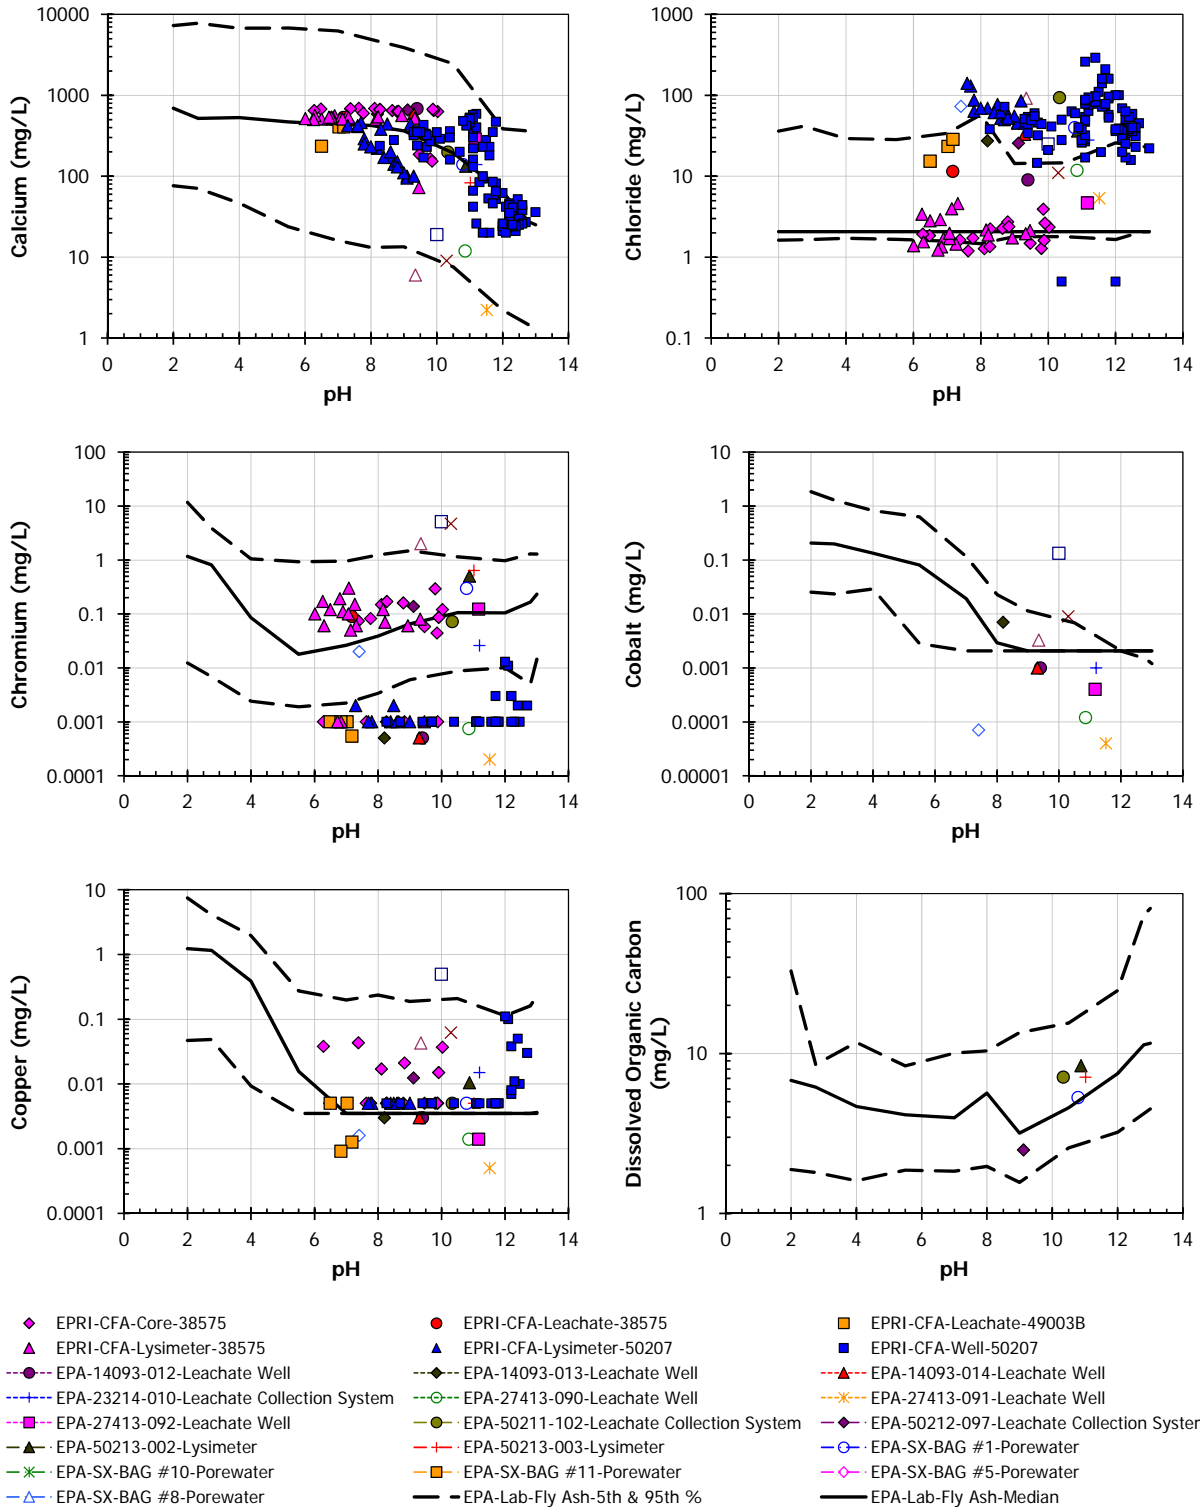 10000
1000
100
10
1
Calcium (mg/L)
0 2 4 6 8 10 12 14
pH
1000
100
10
1
0.1
Chloride (mg/L)
0 2 4 6 8 10 12 14
pH
100
10
1
0.1
0.01
0.001
0.0001
Chromium (mg/L)
0 2 4 6 8 10 12 14
pH
10
1
0.1
0.01
0.001
0.0001
0.00001
Cobalt (mg/L)
0 2 4 6 8 10 12 14
pH
10
1
0.1
0.01
0.001
0.0001
Copper (mg/L)
0 2 4 6 8 10 12 14
pH
100
10
1
Dissolved Organic Carbon
(mg/L)
0 2 4 6 8 10 12 14
pH
EPRI-CFA-Core-38575 EPRI-CFA-Leachate-38575 EPRI-CFA-Leachate-49003B
EPRI-CFA-Lysimeter-38575 EPRI-CFA-Lysimeter-50207 EPRI-CFA-Well-50207
EPA-14093-012-Leachate Well EPA-14093-013-Leachate Well EPA-14093-014-Leachate Well
EPA-23214-010-Leachate Collection System EPA-27413-090-Leachate Well EPA-27413-091-Leachate Well
EPA-27413-092-Leachate Well EPA-50211-102-Leachate Collection System EPA-50212-097-Leachate Collection System
EPA-50213-002-Lysimeter EPA-50213-003-Lysimeter EPA-SX-BAG #1-Porewater
EPA-SX-BAG #10-Porewater EPA-SX-BAG #11-Porewater EPA-SX-BAG #5-Porewater
EPA-SX-BAG #8-Porewater EPA-Lab-Fly Ash-5th & 95th % EPA-Lab-Fly Ash-Median